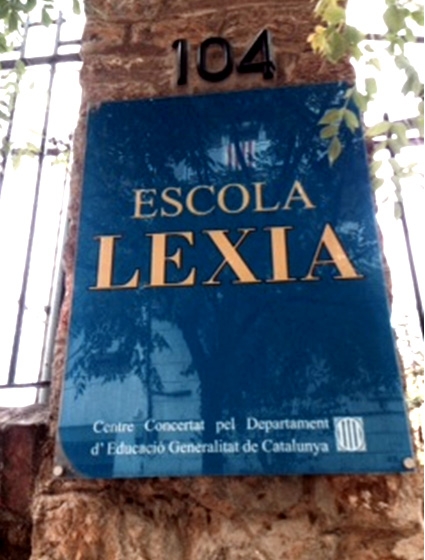 104
ESCOLA
LEXIA
Centre Concertat pel Departament
d'Educació Generalitat de Catalunya